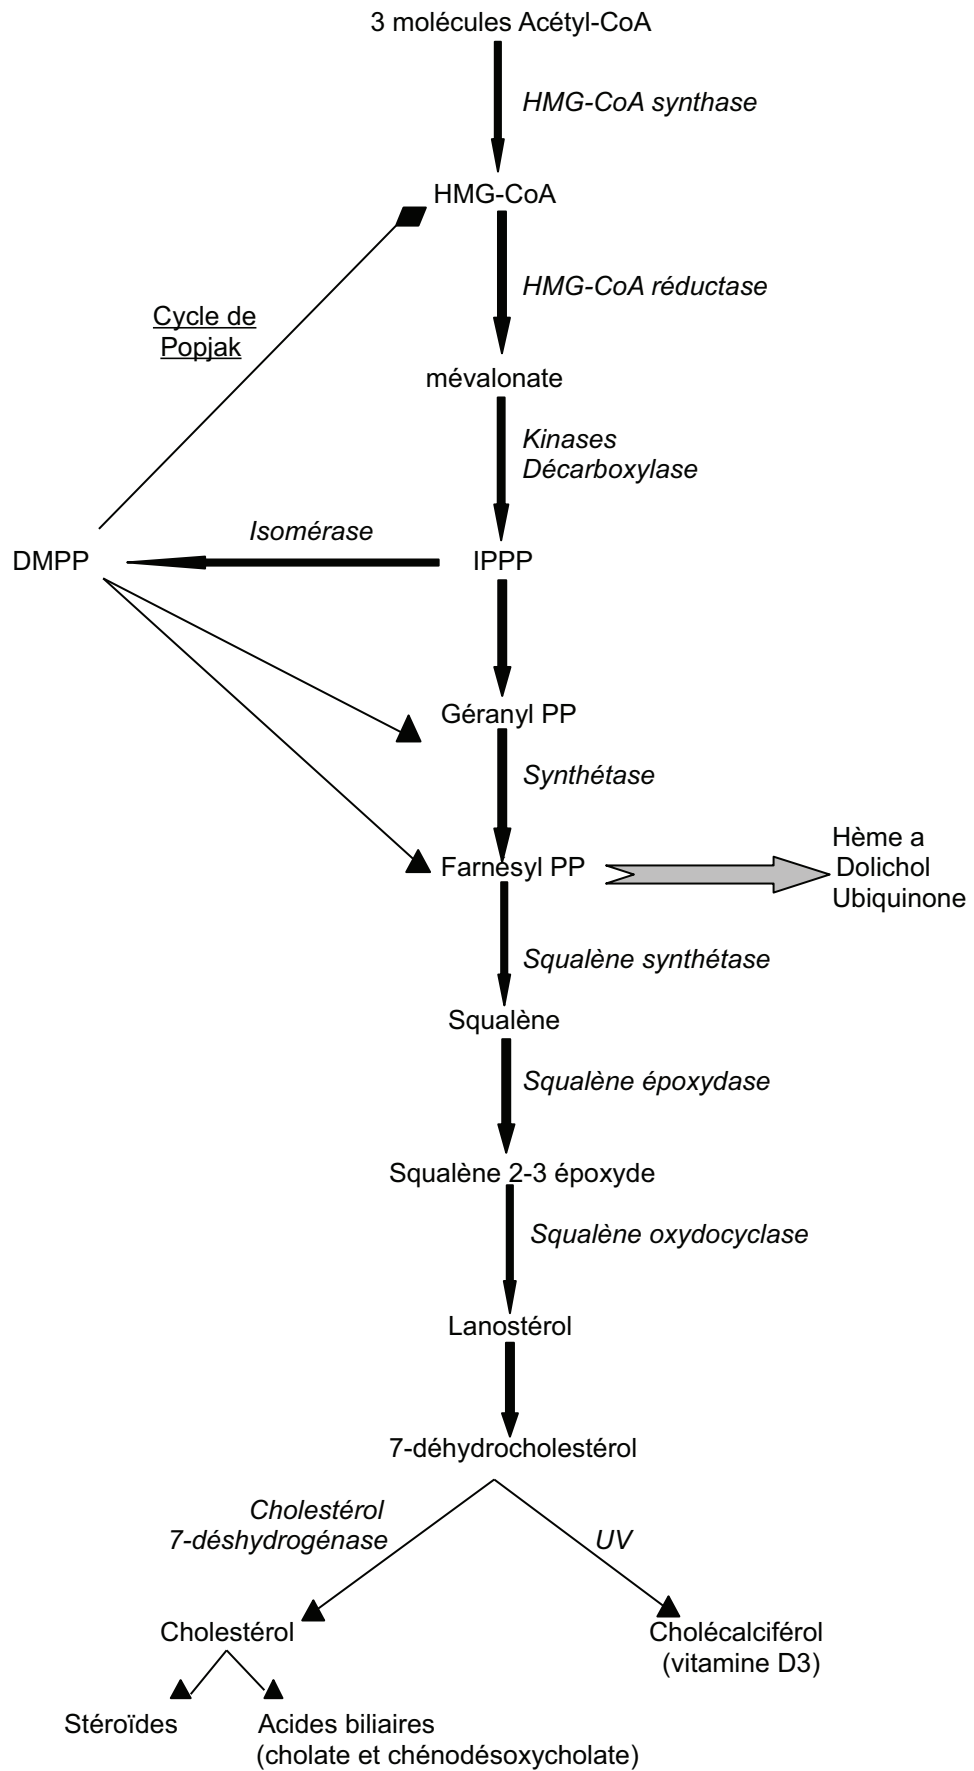 3 molécules Acétyl-CoA
HMG-CoA synthase
HMG-CoA
HMG-CoA réductase
Cycle de
Popjak
mévalonate
Kinases
Décarboxylase
Isomérase
DMPP
IPPP
Géranyl PP
Synthétase
Farnesyl PP
Hème a
Dolichol
Ubiquinone
Squalène synthétase
Squalène
Squalène époxydase
Squalène 2-3 époxyde
Squalène oxydocyclase
Lanostérol
7-déhydrocholestérol
Cholestérol
7-déshydrogénase
UV
Cholestérol
Cholécalciférol
(vitamine D3)
Stéroïdes
Acides biliaires
(cholate et chénodésoxycholate)